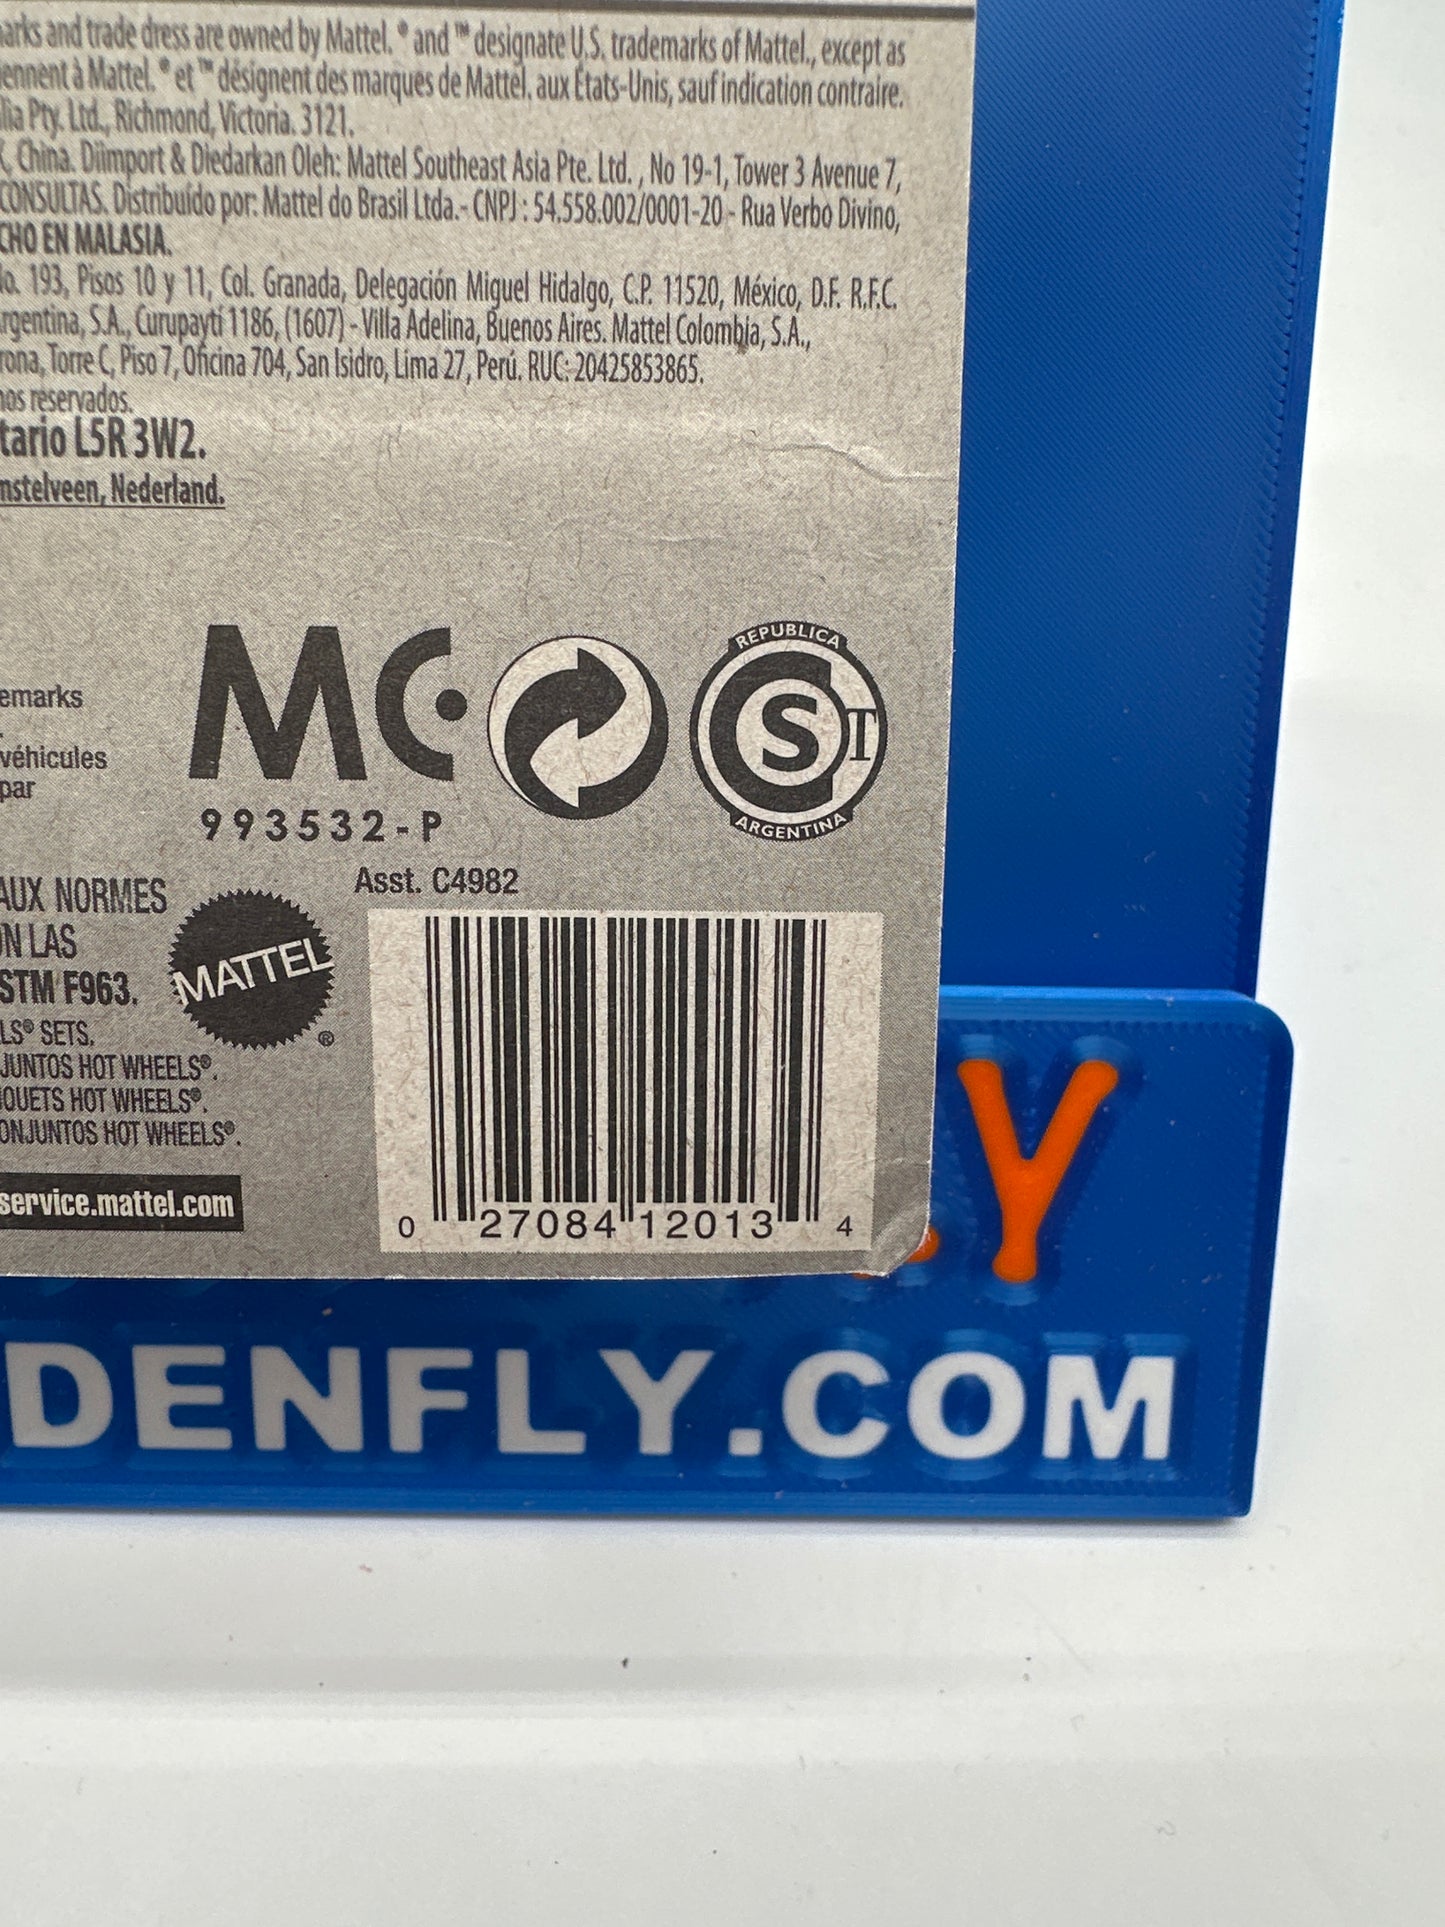 arks and trade dress are owned by Mattel. ® and ™ designate U.S. trademarks of Mattel., except as
iennent à Mattel. ® et ™ désignent des marques de Mattel. aux États-Unis, sauf indication contraire.
lia Pty. Ltd., Richmond, Victoria. 3121.
, China. Diimport & Diedarkan Oleh: Mattel Southeast Asia Pte. Ltd. , No 19-1, Tower 3 Avenue 7,
CONSULTAS. Distribuído por: Mattel do Brasil Ltda.- CNPJ : 54.558.002/0001-20 - Rua Verbo Divino,
CHO EN MALASIA.
o. 193, Pisos 10 y 11, Col. Granada, Delegación Miguel Hidalgo, C.P. 11520, México, D.F. R.F.C.
rgentina, S.A., Curupaytí 1186, (1607) - Villa Adelina, Buenos Aires. Mattel Colombia, S.A.,
rona, Torre C, Piso 7, Oficina 704, San Isidro, Lima 27, Perú. RUC: 20425853865.
hos reservados.
tario L5R 3W2.
mstelveen, Nederland.
MC
REPUBLICA
S T
ARGENTINA
emarks
véhicules
par
993532-P
Asst. C4982
AUX NORMES
ON LAS
STM F963.
MATTEL
®
LS® SETS.
JUNTOS HOT WHEELS®.
OUETS HOT WHEELS®.
ONJUNTOS HOT WHEELS®.
service.mattel.com
0 27084 12013 4
Y
DENFLY.COM